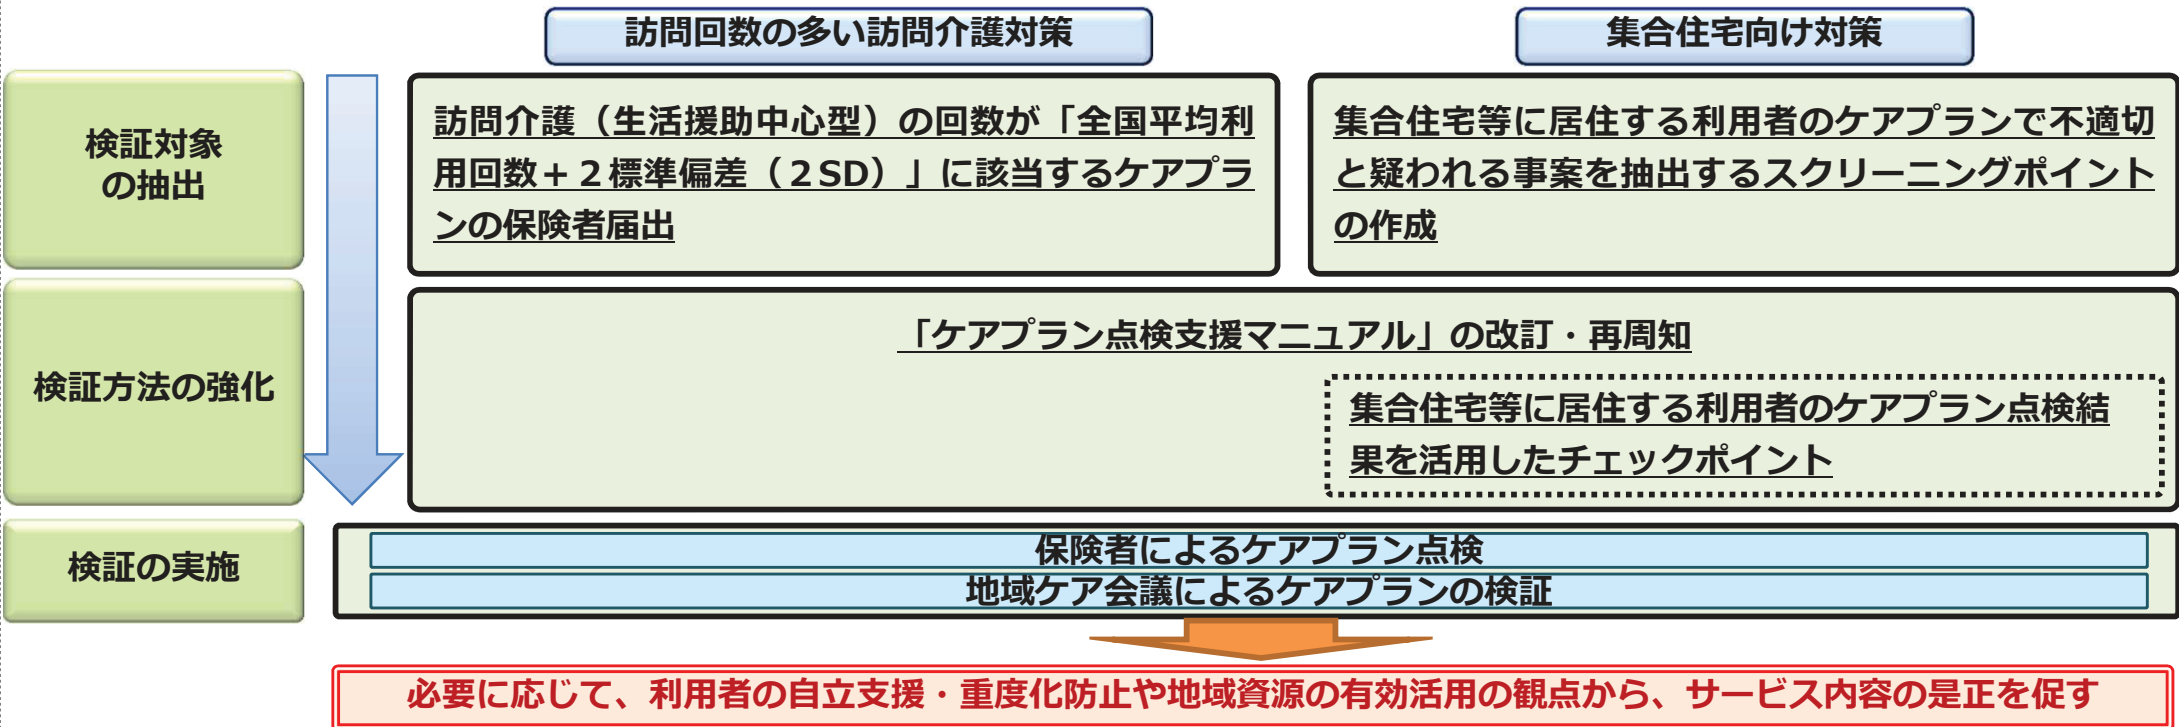 訪問回数の多い訪問介護対策
集合住宅向け対策
検証対象
の抽出
訪問介護（生活援助中心型）の回数が「全国平均利
用回数＋２標準偏差（２SD）」に該当するケアプラ
ンの保険者届出
集合住宅等に居住する利用者のケアプランで不適切
と疑われる事案を抽出するスクリーニングポイント
の作成
検証方法の強化
「ケアプラン点検支援マニュアル」の改訂・再周知
集合住宅等に居住する利用者のケアプラン点検結
果を活用したチェックポイント
検証の実施
保険者によるケアプラン点検
地域ケア会議によるケアプランの検証
必要に応じて、利用者の自立支援・重度化防止や地域資源の有効活用の観点から、サービス内容の是正を促す